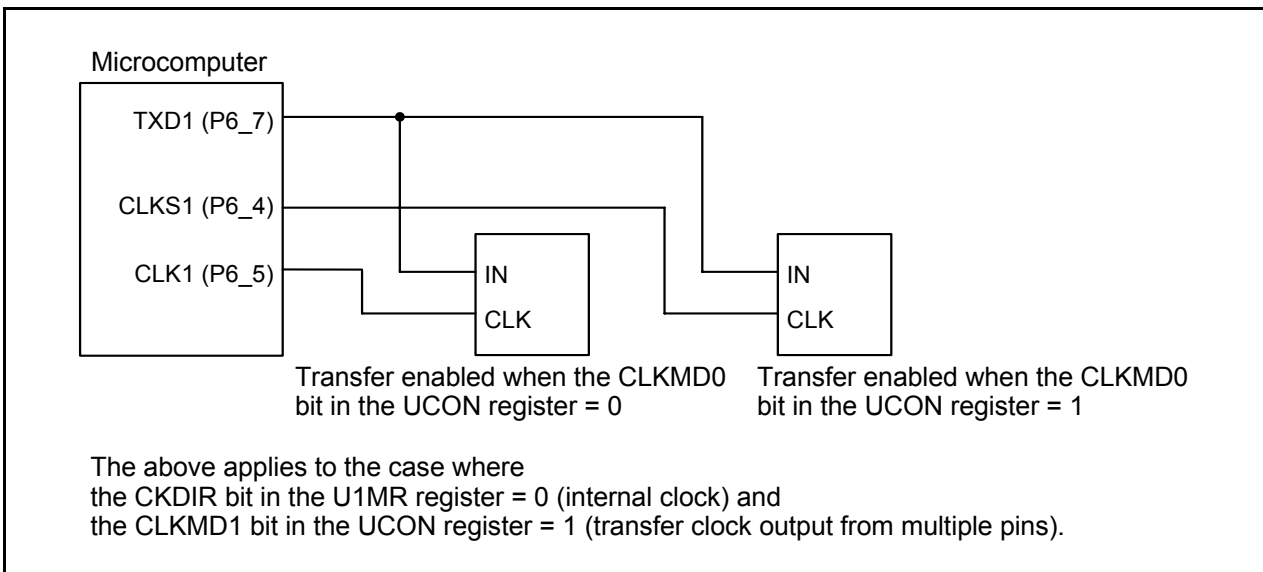 Microcomputer
TXD1 (P6_7)
CLKS1 (P6_4)
CLK1 (P6_5)
IN
CLK
IN
CLK
Transfer enabled when the CLKMD0
bit in the UCON register = 0
Transfer enabled when the CLKMD0
bit in the UCON register = 1
The above applies to the case where
the CKDIR bit in the U1MR register = 0 (internal clock) and
the CLKMD1 bit in the UCON register = 1 (transfer clock output from multiple pins).